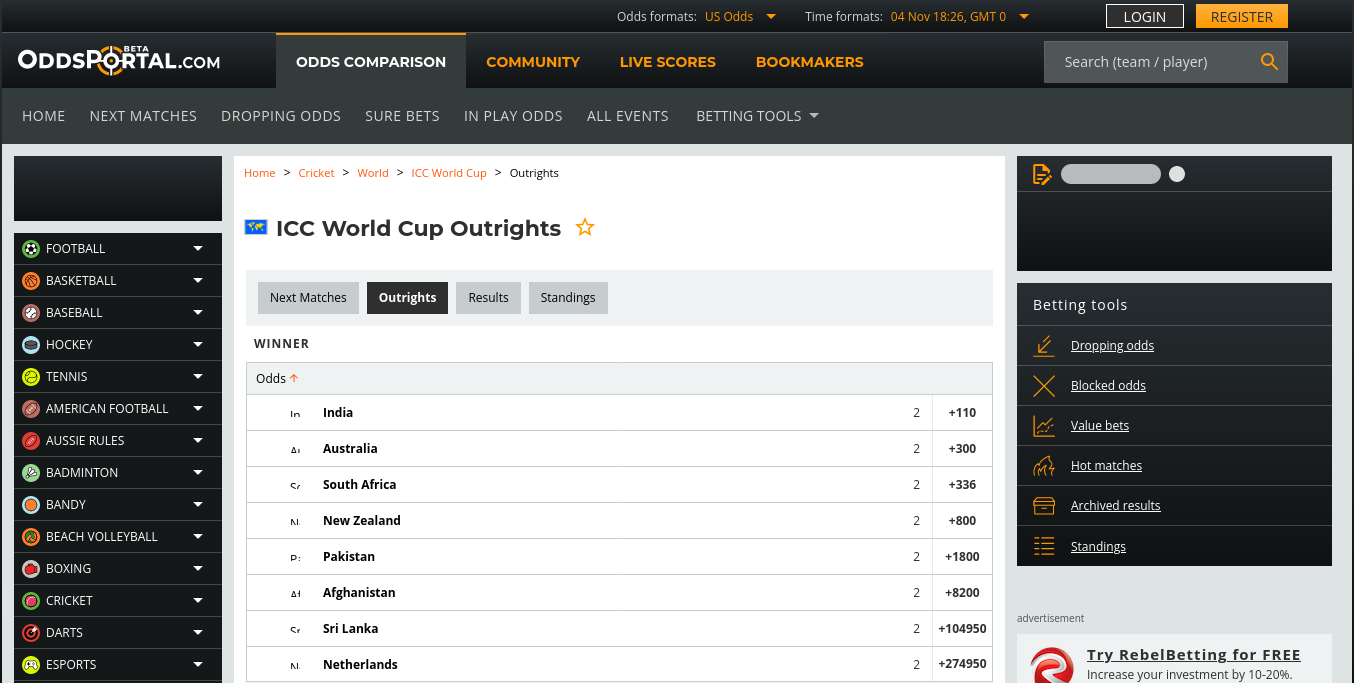 Odds formats: US Odds Time formats: 04 Nov 18:26, GMT 0 LOGIN REGISTER
ODDSPORTAL.COM BETA ODDS COMPARISON COMMUNITY LIVE SCORES BOOKMAKERS Search (team / player)
HOME NEXT MATCHES DROPPING ODDS SURE BETS IN PLAY ODDS ALL EVENTS BETTING TOOLS
FOOTBALL
BASKETBALL
BASEBALL
HOCKEY
TENNIS
AMERICAN FOOTBALL
AUSSIE RULES
BADMINTON
BANDY
BEACH VOLLEYBALL
BOXING
CRICKET
DARTS
ESPORTS
Home > Cricket > World > ICC World Cup > Outrights
ICC World Cup Outrights
Next Matches Outrights Results Standings
WINNER
Odds
India 2 +110
Australia 2 +300
South Africa 2 +336
New Zealand 2 +800
Pakistan 2 +1800
Afghanistan 2 +8200
Sri Lanka 2 +104950
Netherlands 2 +274950
Betting tools
Dropping odds
Blocked odds
Value bets
Hot matches
Archived results
Standings
advertisement
Try RebelBetting for FREE
Increase your investment by 10-20%.